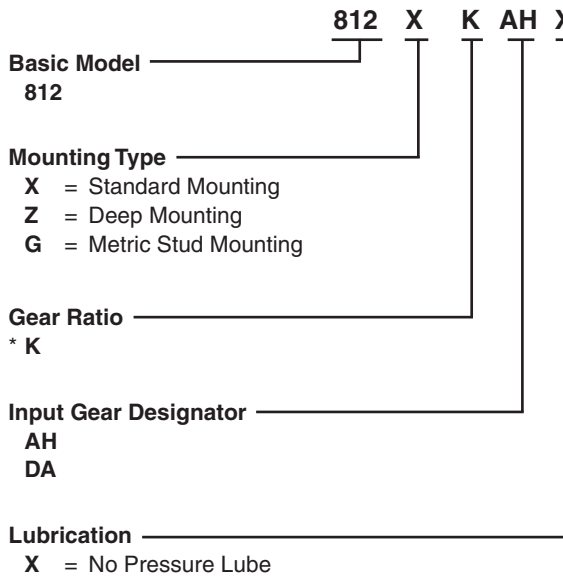 812 X K AH X
Basic Model
812
Mounting Type
X = Standard Mounting
Z = Deep Mounting
G = Metric Stud Mounting
Gear Ratio
* K
Input Gear Designator
AH
DA
Lubrication
X = No Pressure Lube